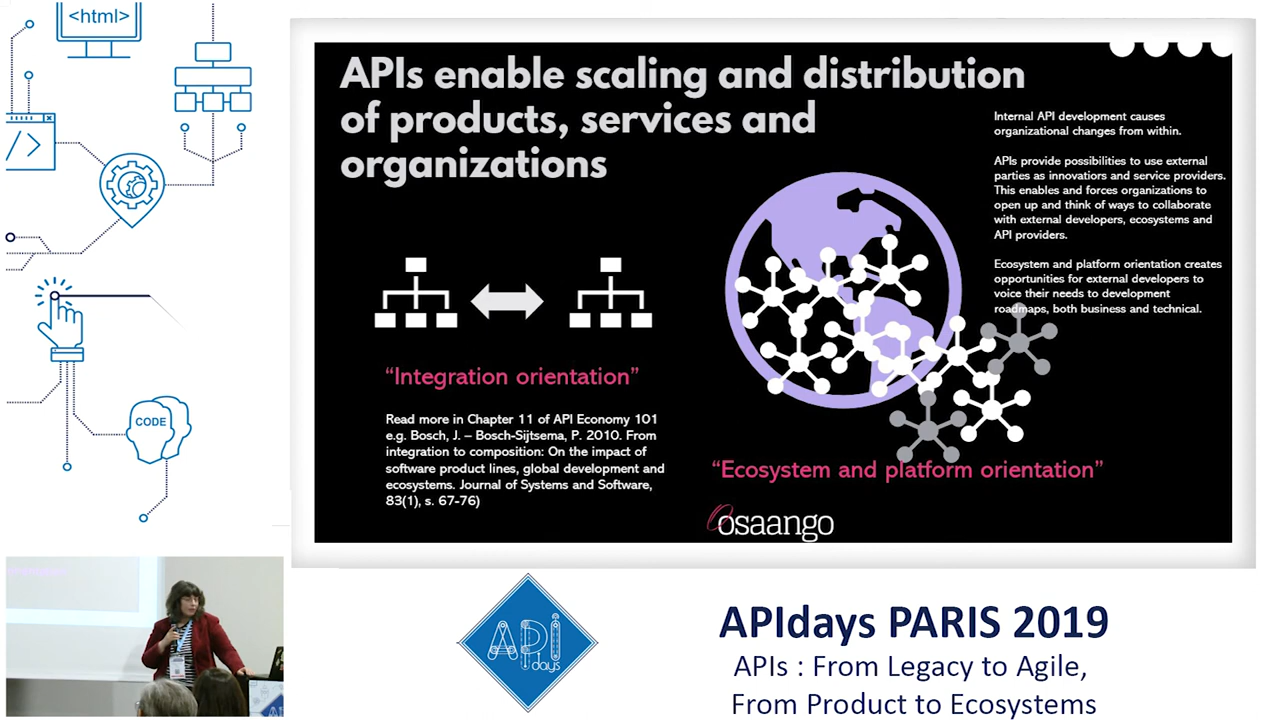 <html>
</>
CODE
APIs enable scaling and distribution
of products, services and
organizations
Internal API development causes
organizational changes from within.
APIs provide possibilities to use external
parties as innovatiors and service providers.
This enables and forces organizations to
open up and think of ways to collaborate
with external developers, ecosystems and
API providers.
Ecosystem and platform orientation creates
opportunities for external developers to
voice their needs to development
roadmaps, both business and technical.
“Integration orientation”
Read more in Chapter 11 of API Economy 101
e.g. Bosch, J. – Bosch-Sijtsema, P. 2010. From
integration to composition: On the impact of
software product lines, global development and
ecosystems. Journal of Systems and Software,
83(1), s. 67-76)
“Ecosystem and platform orientation”
osaango
API
days
APIdays PARIS 2019
APIs : From Legacy to Agile,
From Product to Ecosystems